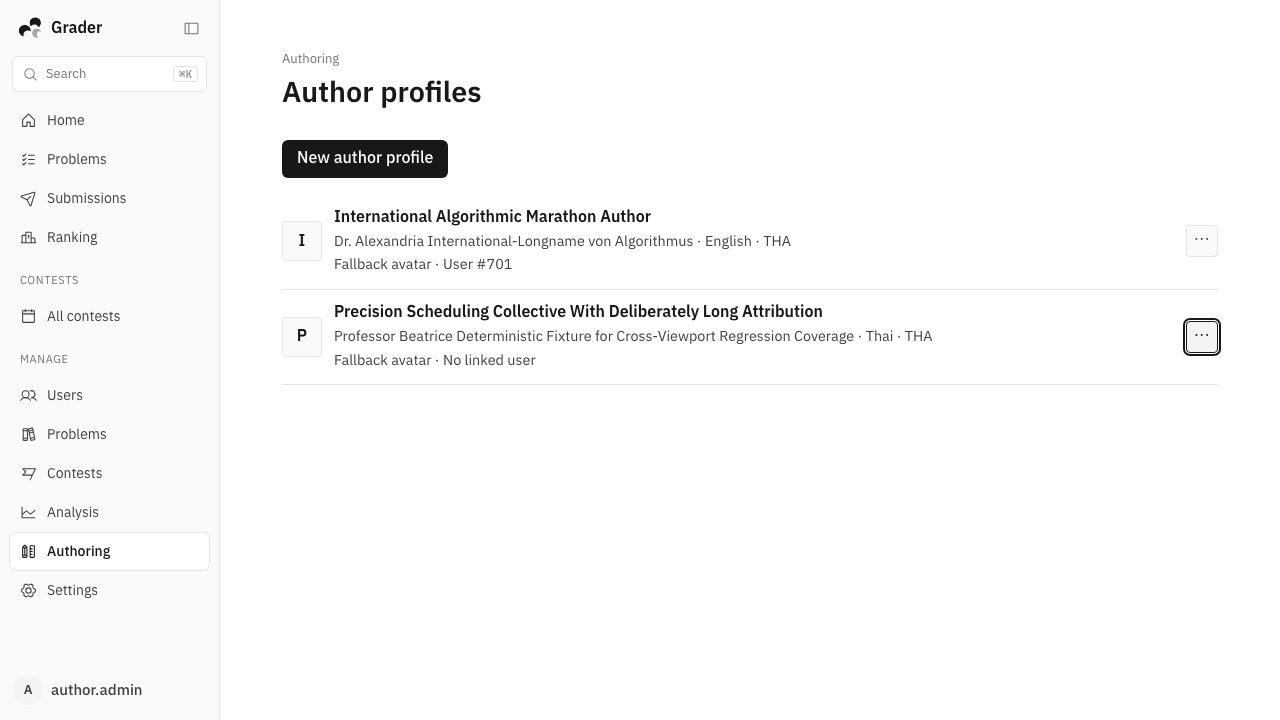 Grader
Search
⌘K
Home
Problems
Submissions
Ranking
CONTESTS
All contests
MANAGE
Users
Problems
Contests
Analysis
Authoring
Settings
A
author.admin
Authoring
Author profiles
New author profile
I
International Algorithmic Marathon Author
Dr. Alexandria International-Longname von Algorithmus · English · THA
Fallback avatar · User #701
...
P
Precision Scheduling Collective With Deliberately Long Attribution
Professor Beatrice Deterministic Fixture for Cross-Viewport Regression Coverage · Thai · THA
Fallback avatar · No linked user
...